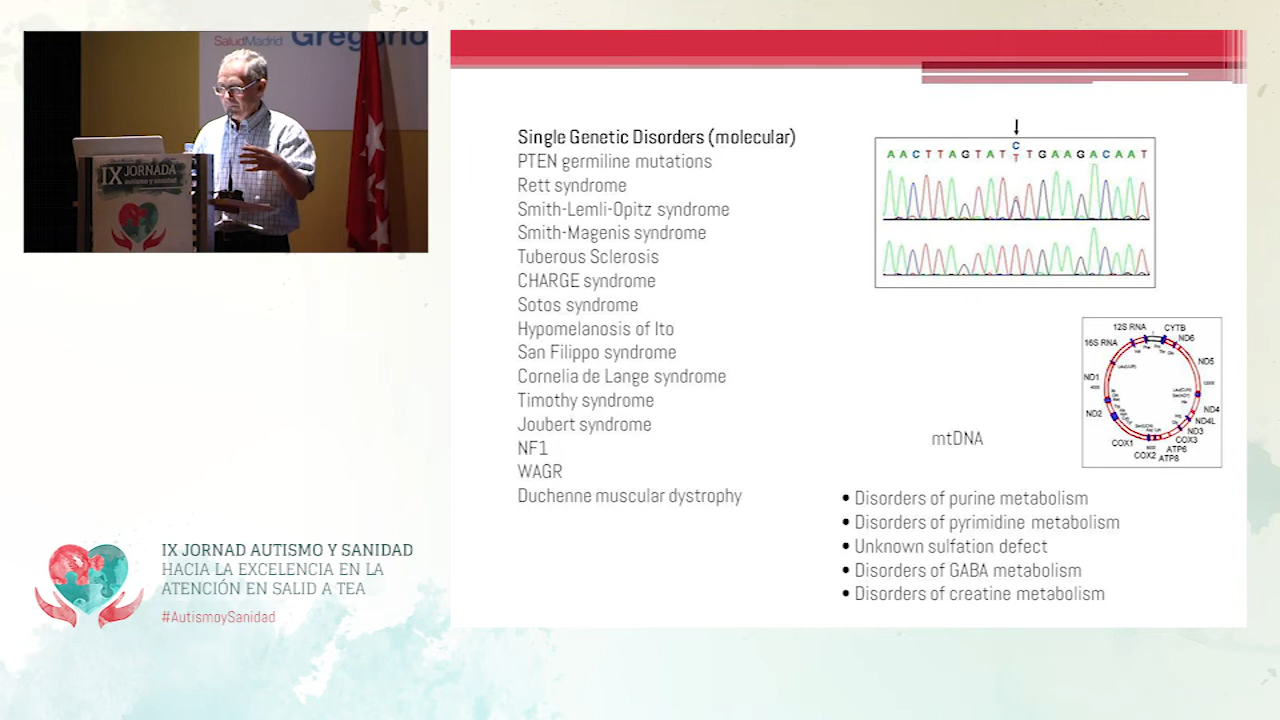 SaludMadrid
Gregorio
IX JORNADA
autismo y sanidad
Single Genetic Disorders (molecular)
PTEN germiline mutations
Rett syndrome
Smith-Lemli-Opitz syndrome
Smith-Magenis syndrome
Tuberous Sclerosis
CHARGE syndrome
Sotos syndrome
Hypomelanosis of Ito
San Filippo syndrome
Cornelia de Lange syndrome
Timothy syndrome
Joubert syndrome
NF1
WAGR
Duchenne muscular dystrophy
C
A A C T T A G T A T T T G A A G A C A A T
12S RNA
CYTB
ND6
16S RNA
ND5
ND1
ND4
ND4L
ND2
ND3
COX3
COX1
ATP6
COX2
ATP8
mtDNA
• Disorders of purine metabolism
• Disorders of pyrimidine metabolism
• Unknown sulfation defect
• Disorders of GABA metabolism
• Disorders of creatine metabolism
IX JORNAD AUTISMO Y SANIDAD
HACIA LA EXCELENCIA EN LA
ATENCIÓN EN SALID A TEA
#AutismoySanidad